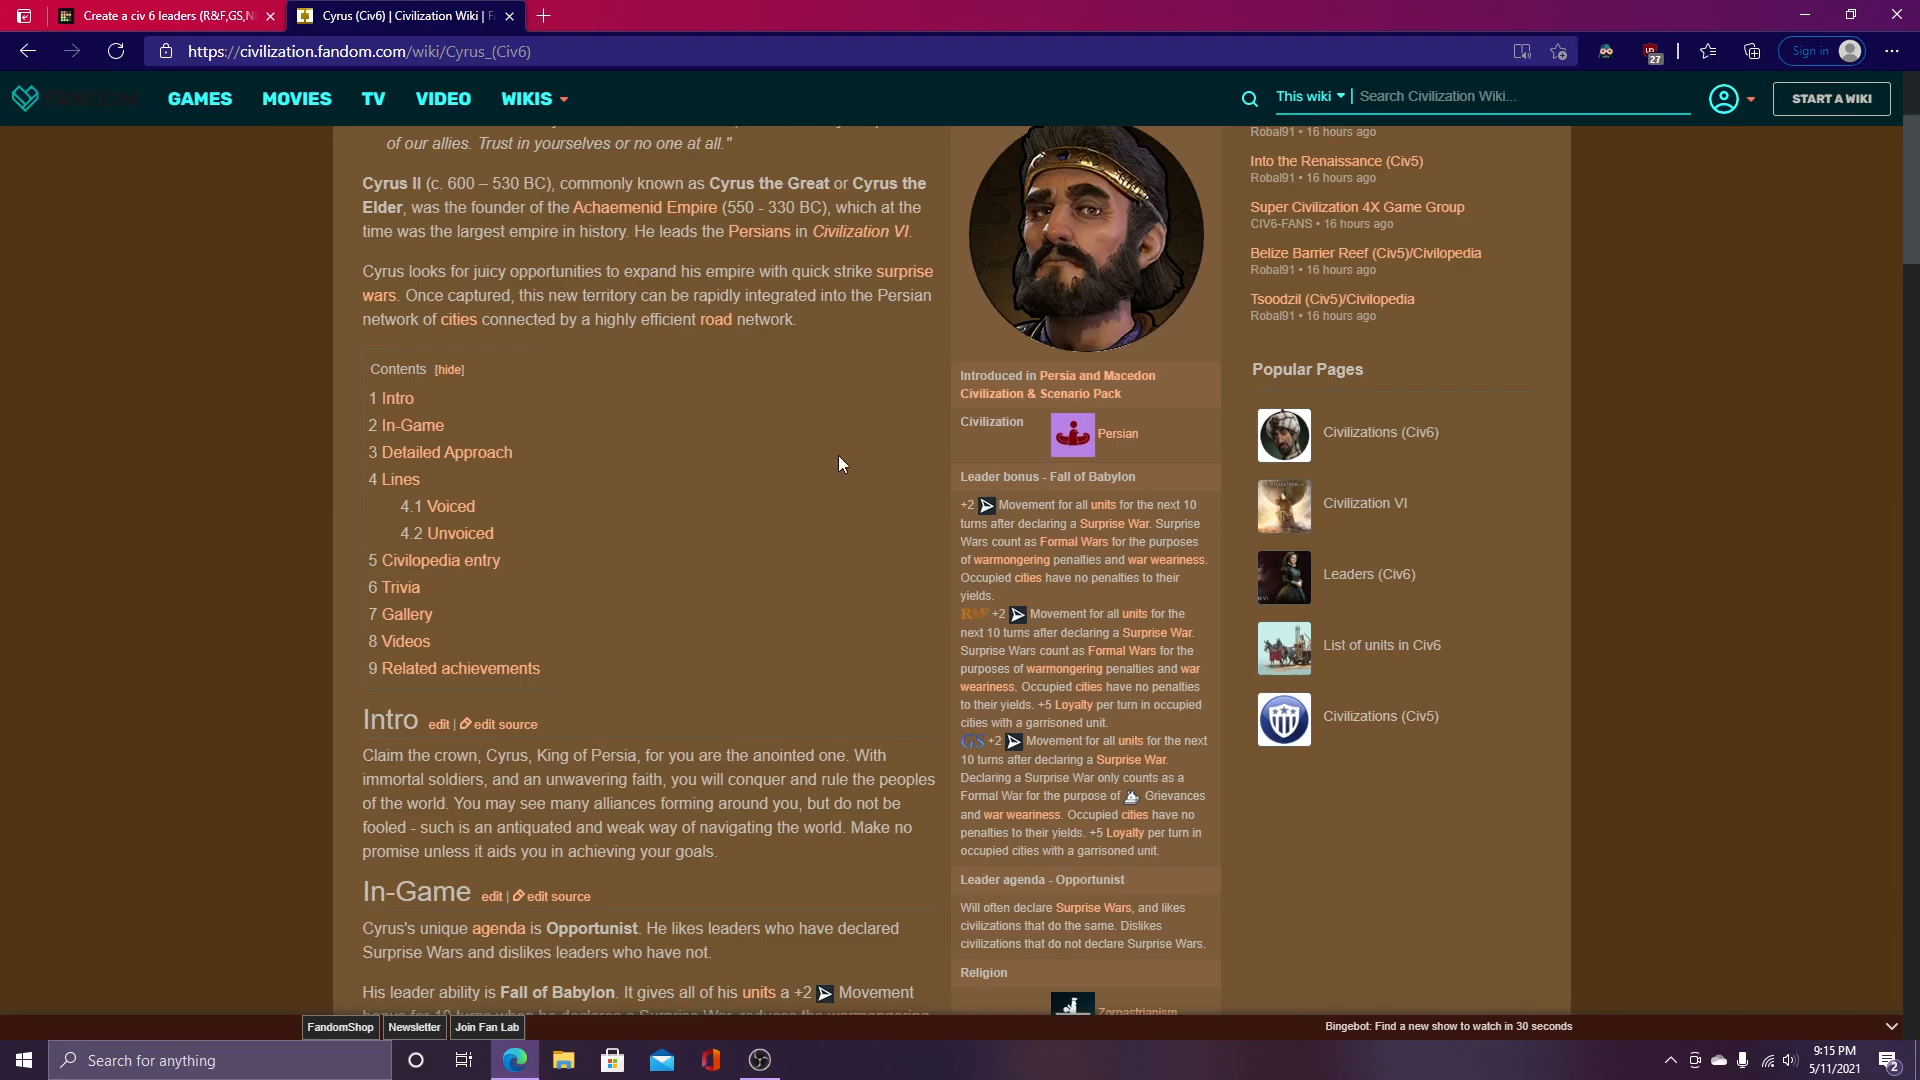 Create a civ 6 leaders (R&F,GS,N
Cyrus (Civ6) | Civilization Wiki | F
https://civilization.fandom.com/wiki/Cyrus_(Civ6)
27
Sign in
FANDOM
GAMES
MOVIES
TV
VIDEO
WIKIS
This wiki
Search Civilization Wiki...
START A WIKI
of our allies. Trust in yourselves or no one at all."
Cyrus II (c. 600 – 530 BC), commonly known as Cyrus the Great or Cyrus the
Elder, was the founder of the Achaemenid Empire (550 - 330 BC), which at the
time was the largest empire in history. He leads the Persians in Civilization VI.
Cyrus looks for juicy opportunities to expand his empire with quick strike surprise
wars. Once captured, this new territory can be rapidly integrated into the Persian
network of cities connected by a highly efficient road network.
Contents [hide]
1 Intro
2 In-Game
3 Detailed Approach
4 Lines
4.1 Voiced
4.2 Unvoiced
5 Civilopedia entry
6 Trivia
7 Gallery
8 Videos
9 Related achievements
Intro edit | edit source
Claim the crown, Cyrus, King of Persia, for you are the anointed one. With
immortal soldiers, and an unwavering faith, you will conquer and rule the peoples
of the world. You may see many alliances forming around you, but do not be
fooled - such is an antiquated and weak way of navigating the world. Make no
promise unless it aids you in achieving your goals.
In-Game edit | edit source
Cyrus's unique agenda is Opportunist. He likes leaders who have declared
Surprise Wars and dislikes leaders who have not.
His leader ability is Fall of Babylon. It gives all of his units a +2 Movement
Introduced in Persia and Macedon
Civilization & Scenario Pack
Civilization
Persian
Leader bonus - Fall of Babylon
+2 Movement for all units for the next 10
turns after declaring a Surprise War. Surprise
Wars count as Formal Wars for the purposes
of warmongering penalties and war weariness.
Occupied cities have no penalties to their
yields.
R&F +2 Movement for all units for the
next 10 turns after declaring a Surprise War.
Surprise Wars count as Formal Wars for the
purposes of warmongering penalties and war
weariness. Occupied cities have no penalties
to their yields. +5 Loyalty per turn in occupied
cities with a garrisoned unit.
GS +2 Movement for all units for the next
10 turns after declaring a Surprise War.
Declaring a Surprise War only counts as a
Formal War for the purpose of Grievances
and war weariness. Occupied cities have no
penalties to their yields. +5 Loyalty per turn in
occupied cities with a garrisoned unit.
Leader agenda - Opportunist
Will often declare Surprise Wars, and likes
civilizations that do the same. Dislikes
civilizations that do not declare Surprise Wars.
Religion
Zoroastrianism
Robal91 • 16 hours ago
Into the Renaissance (Civ5)
Robal91 • 16 hours ago
Super Civilization 4X Game Group
CIV6-FANS • 16 hours ago
Belize Barrier Reef (Civ5)/Civilopedia
Robal91 • 16 hours ago
Tsoodzil (Civ5)/Civilopedia
Robal91 • 16 hours ago
Popular Pages
Civilizations (Civ6)
Civilization VI
Leaders (Civ6)
List of units in Civ6
Civilizations (Civ5)
FandomShop
Newsletter
Join Fan Lab
Bingebot: Find a new show to watch in 30 seconds
Search for anything
9:15 PM
5/11/2021
2